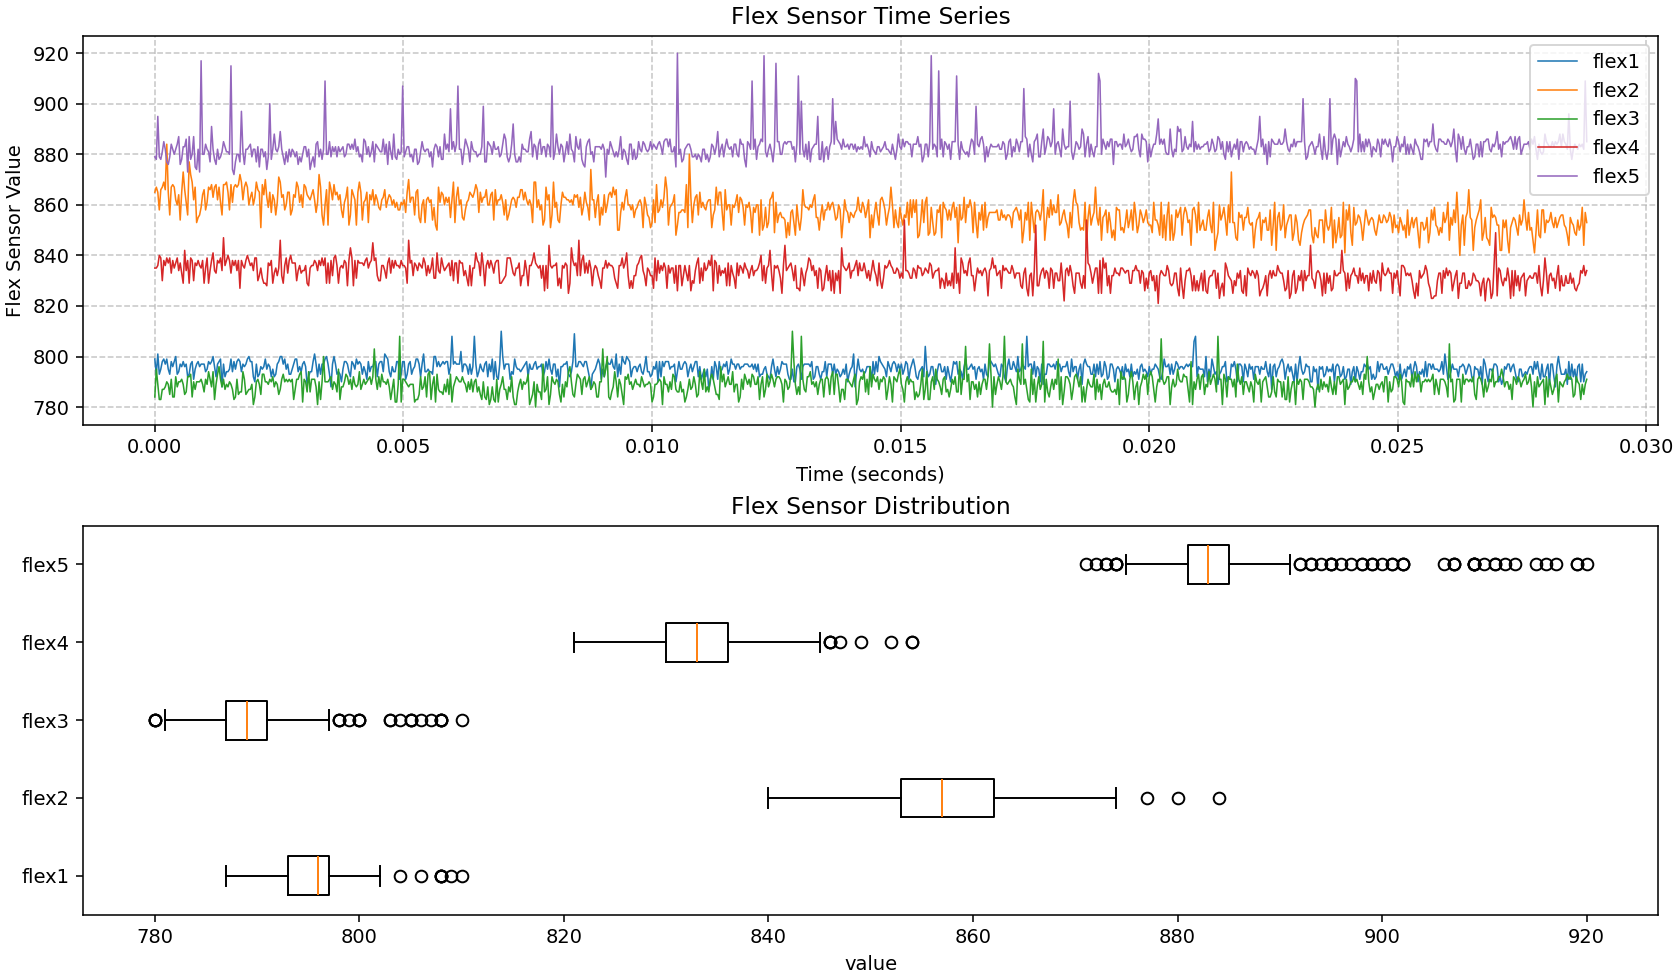 Flex Sensor Time Series
Flex Sensor Value
920
900
880
860
840
820
800
780
flex1
flex2
flex3
flex4
flex5
0.000 0.005 0.010 0.015 0.020 0.025 0.030
Time (seconds)
Flex Sensor Distribution
flex5
flex4
flex3
flex2
flex1
780 800 820 840 860 880 900 920
value